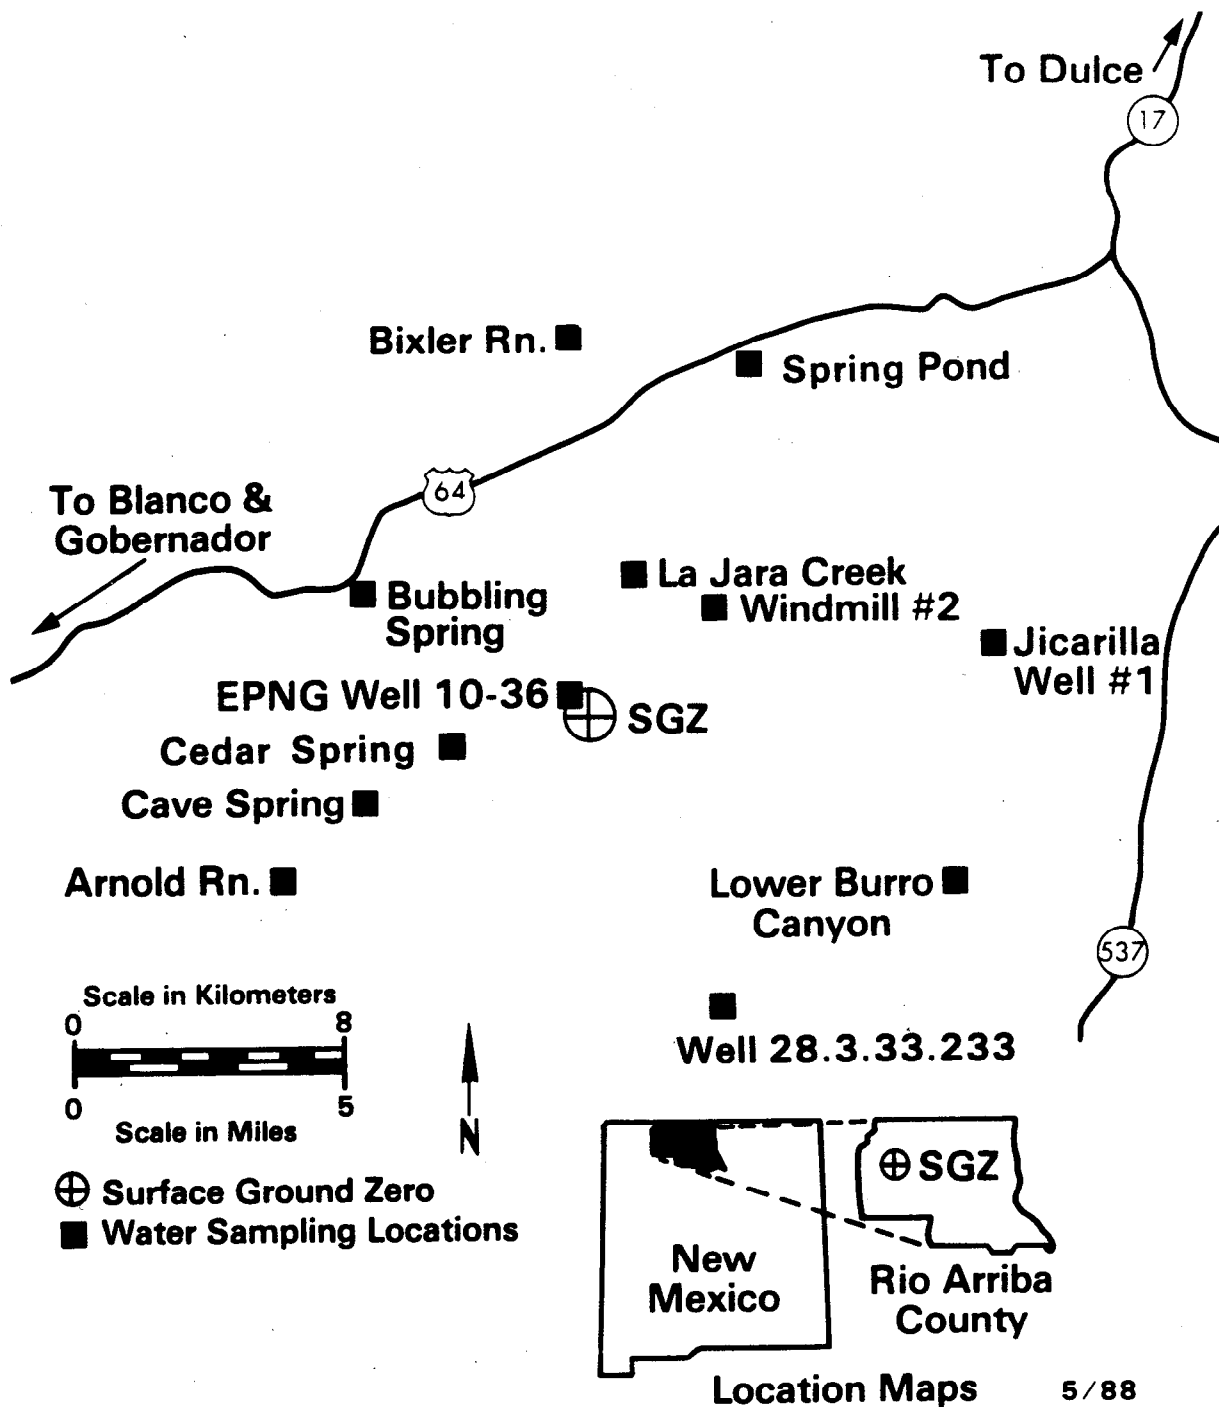 To Dulce
17
Bixler Rn.
Spring Pond
64
To Blanco &
Gobernador
La Jara Creek
Windmill #2
Bubbling
Spring
Jicarilla
Well #1
EPNG Well 10-36
SGZ
Cedar Spring
Cave Spring
Arnold Rn.
Lower Burro
Canyon
537
Well 28.3.33.233
Scale in Kilometers
0 8
0 5
Scale in Miles
N
Surface Ground Zero
Water Sampling Locations
SGZ
New
Mexico
Rio Arriba
County
Location Maps 5/88